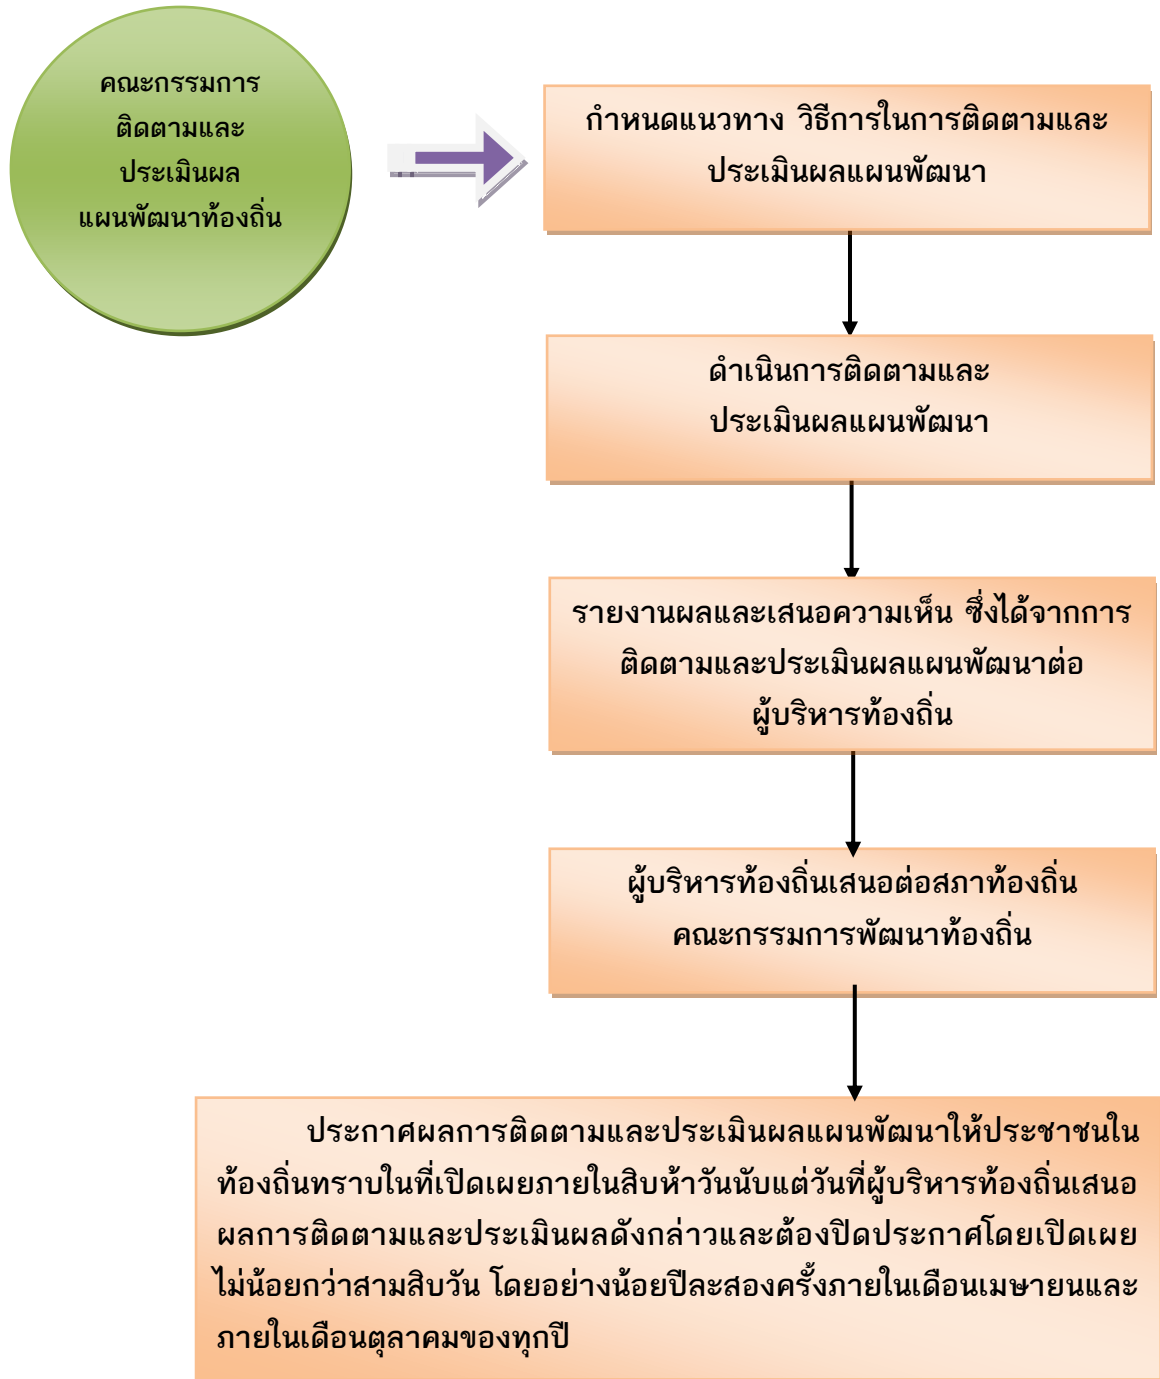 คณะกรรมการ
ติดตามและ
ประเมินผล
แผนพัฒนาท้องถิ่น
กำหนดแนวทาง วิธีการในการติดตามและ
ประเมินผลแผนพัฒนา
ดำเนินการติดตามและ
ประเมินผลแผนพัฒนา
รายงานผลและเสนอความเห็น ซึ่งได้จากการ
ติดตามและประเมินผลแผนพัฒนาต่อ
ผู้บริหารท้องถิ่น
ผู้บริหารท้องถิ่นเสนอต่อสภาท้องถิ่น
คณะกรรมการพัฒนาท้องถิ่น
ประกาศผลการติดตามและประเมินผลแผนพัฒนาให้ประชาชนใน
ท้องถิ่นทราบในที่เปิดเผยภายในสิบห้าวันนับแต่วันที่ผู้บริหารท้องถิ่นเสนอ
ผลการติดตามและประเมินผลดังกล่าวและต้องปิดประกาศโดยเปิดเผย
ไม่น้อยกว่าสามสิบวัน โดยอย่างน้อยปีละสองครั้งภายในเดือนเมษายนและ
ภายในเดือนตุลาคมของทุกปี